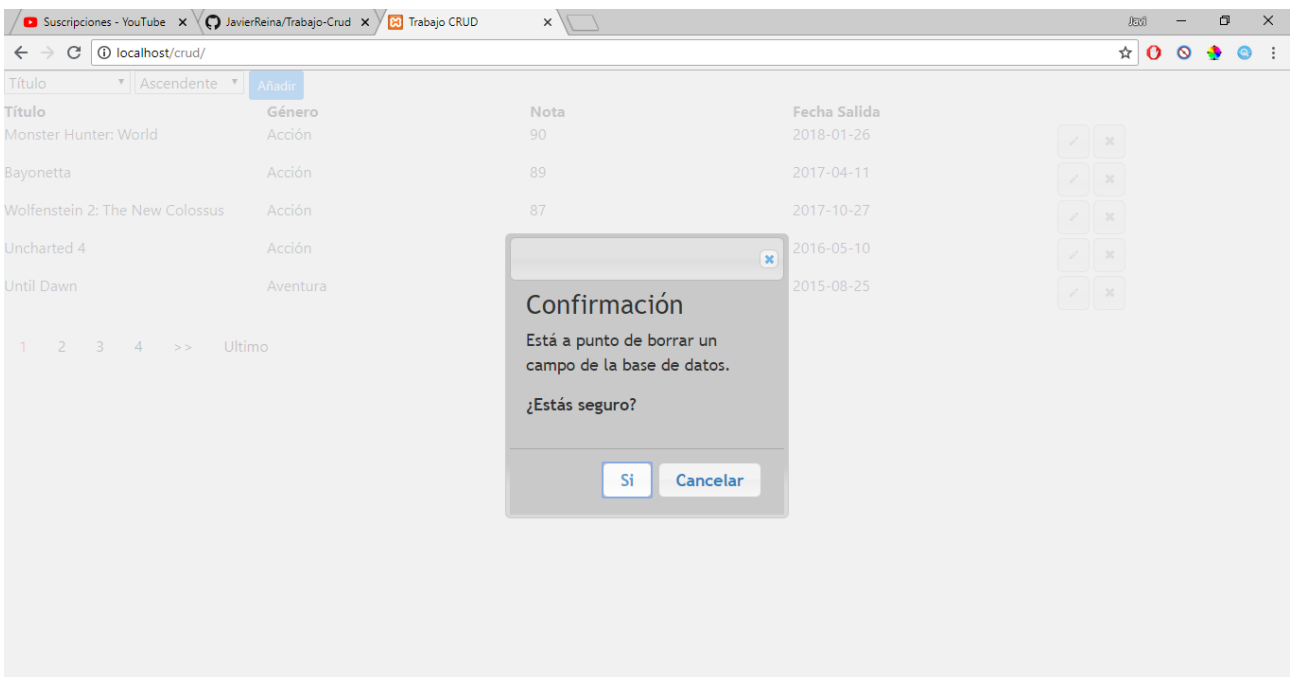 Suscripciones - YouTube
JavierReina/Trabajo-Crud
Trabajo CRUD
Javi
localhost/crud/
Título Ascendente Añadir
Título Género Nota Fecha Salida
Monster Hunter: World Acción 90 2018-01-26
Bayonetta Acción 89 2017-04-11
Wolfenstein 2: The New Colossus Acción 87 2017-10-27
Uncharted 4 Acción 2016-05-10
Until Dawn Aventura 2015-08-25
1 2 3 4 >> Ultimo
Confirmación
Está a punto de borrar un
campo de la base de datos.
¿Estás seguro?
Si Cancelar